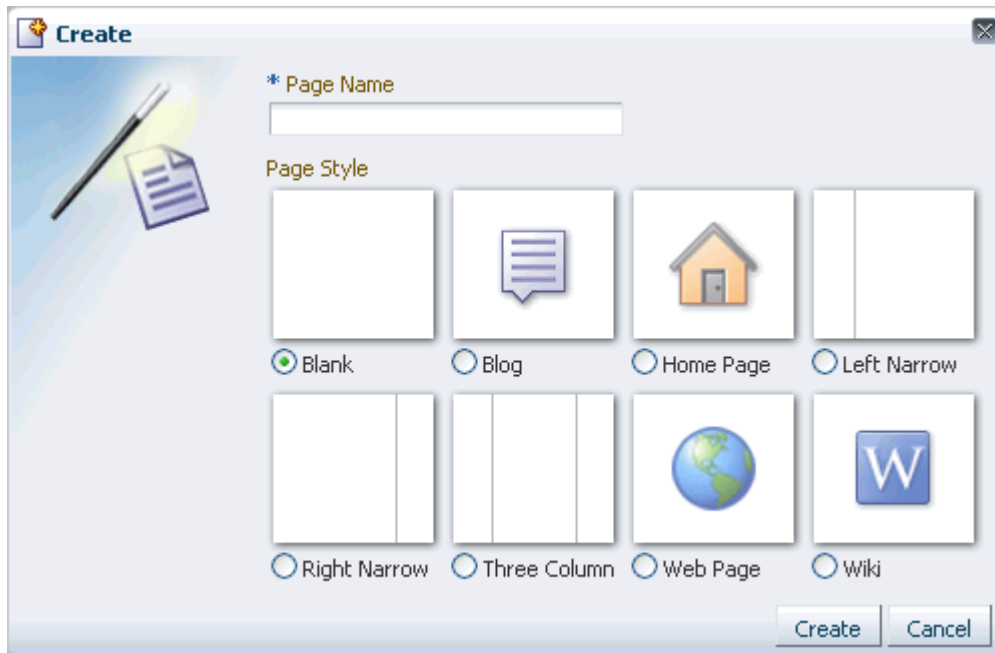 Create
* Page Name
Page Style
Blank
Blog
Home Page
Left Narrow
W
Right Narrow
Three Column
Web Page
Wiki
Create
Cancel